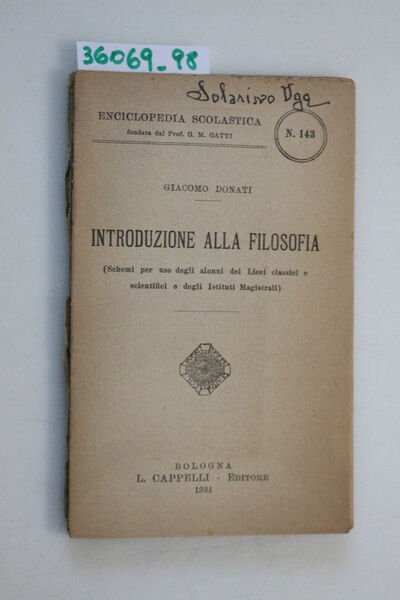 36069_98
Solarino
ENCICLOPEDIA SCOLASTICA
fondata dal Prof. G. M. GATTI
N. 143
GIACOMO DONATI
INTRODUZIONE ALLA FILOSOFIA
(Schemi per uso degli alunni dei Licei classici e
scientifici e degli Istituti Magistrali)
BOLOGNA
L. CAPPELLI - EDITORE
1931